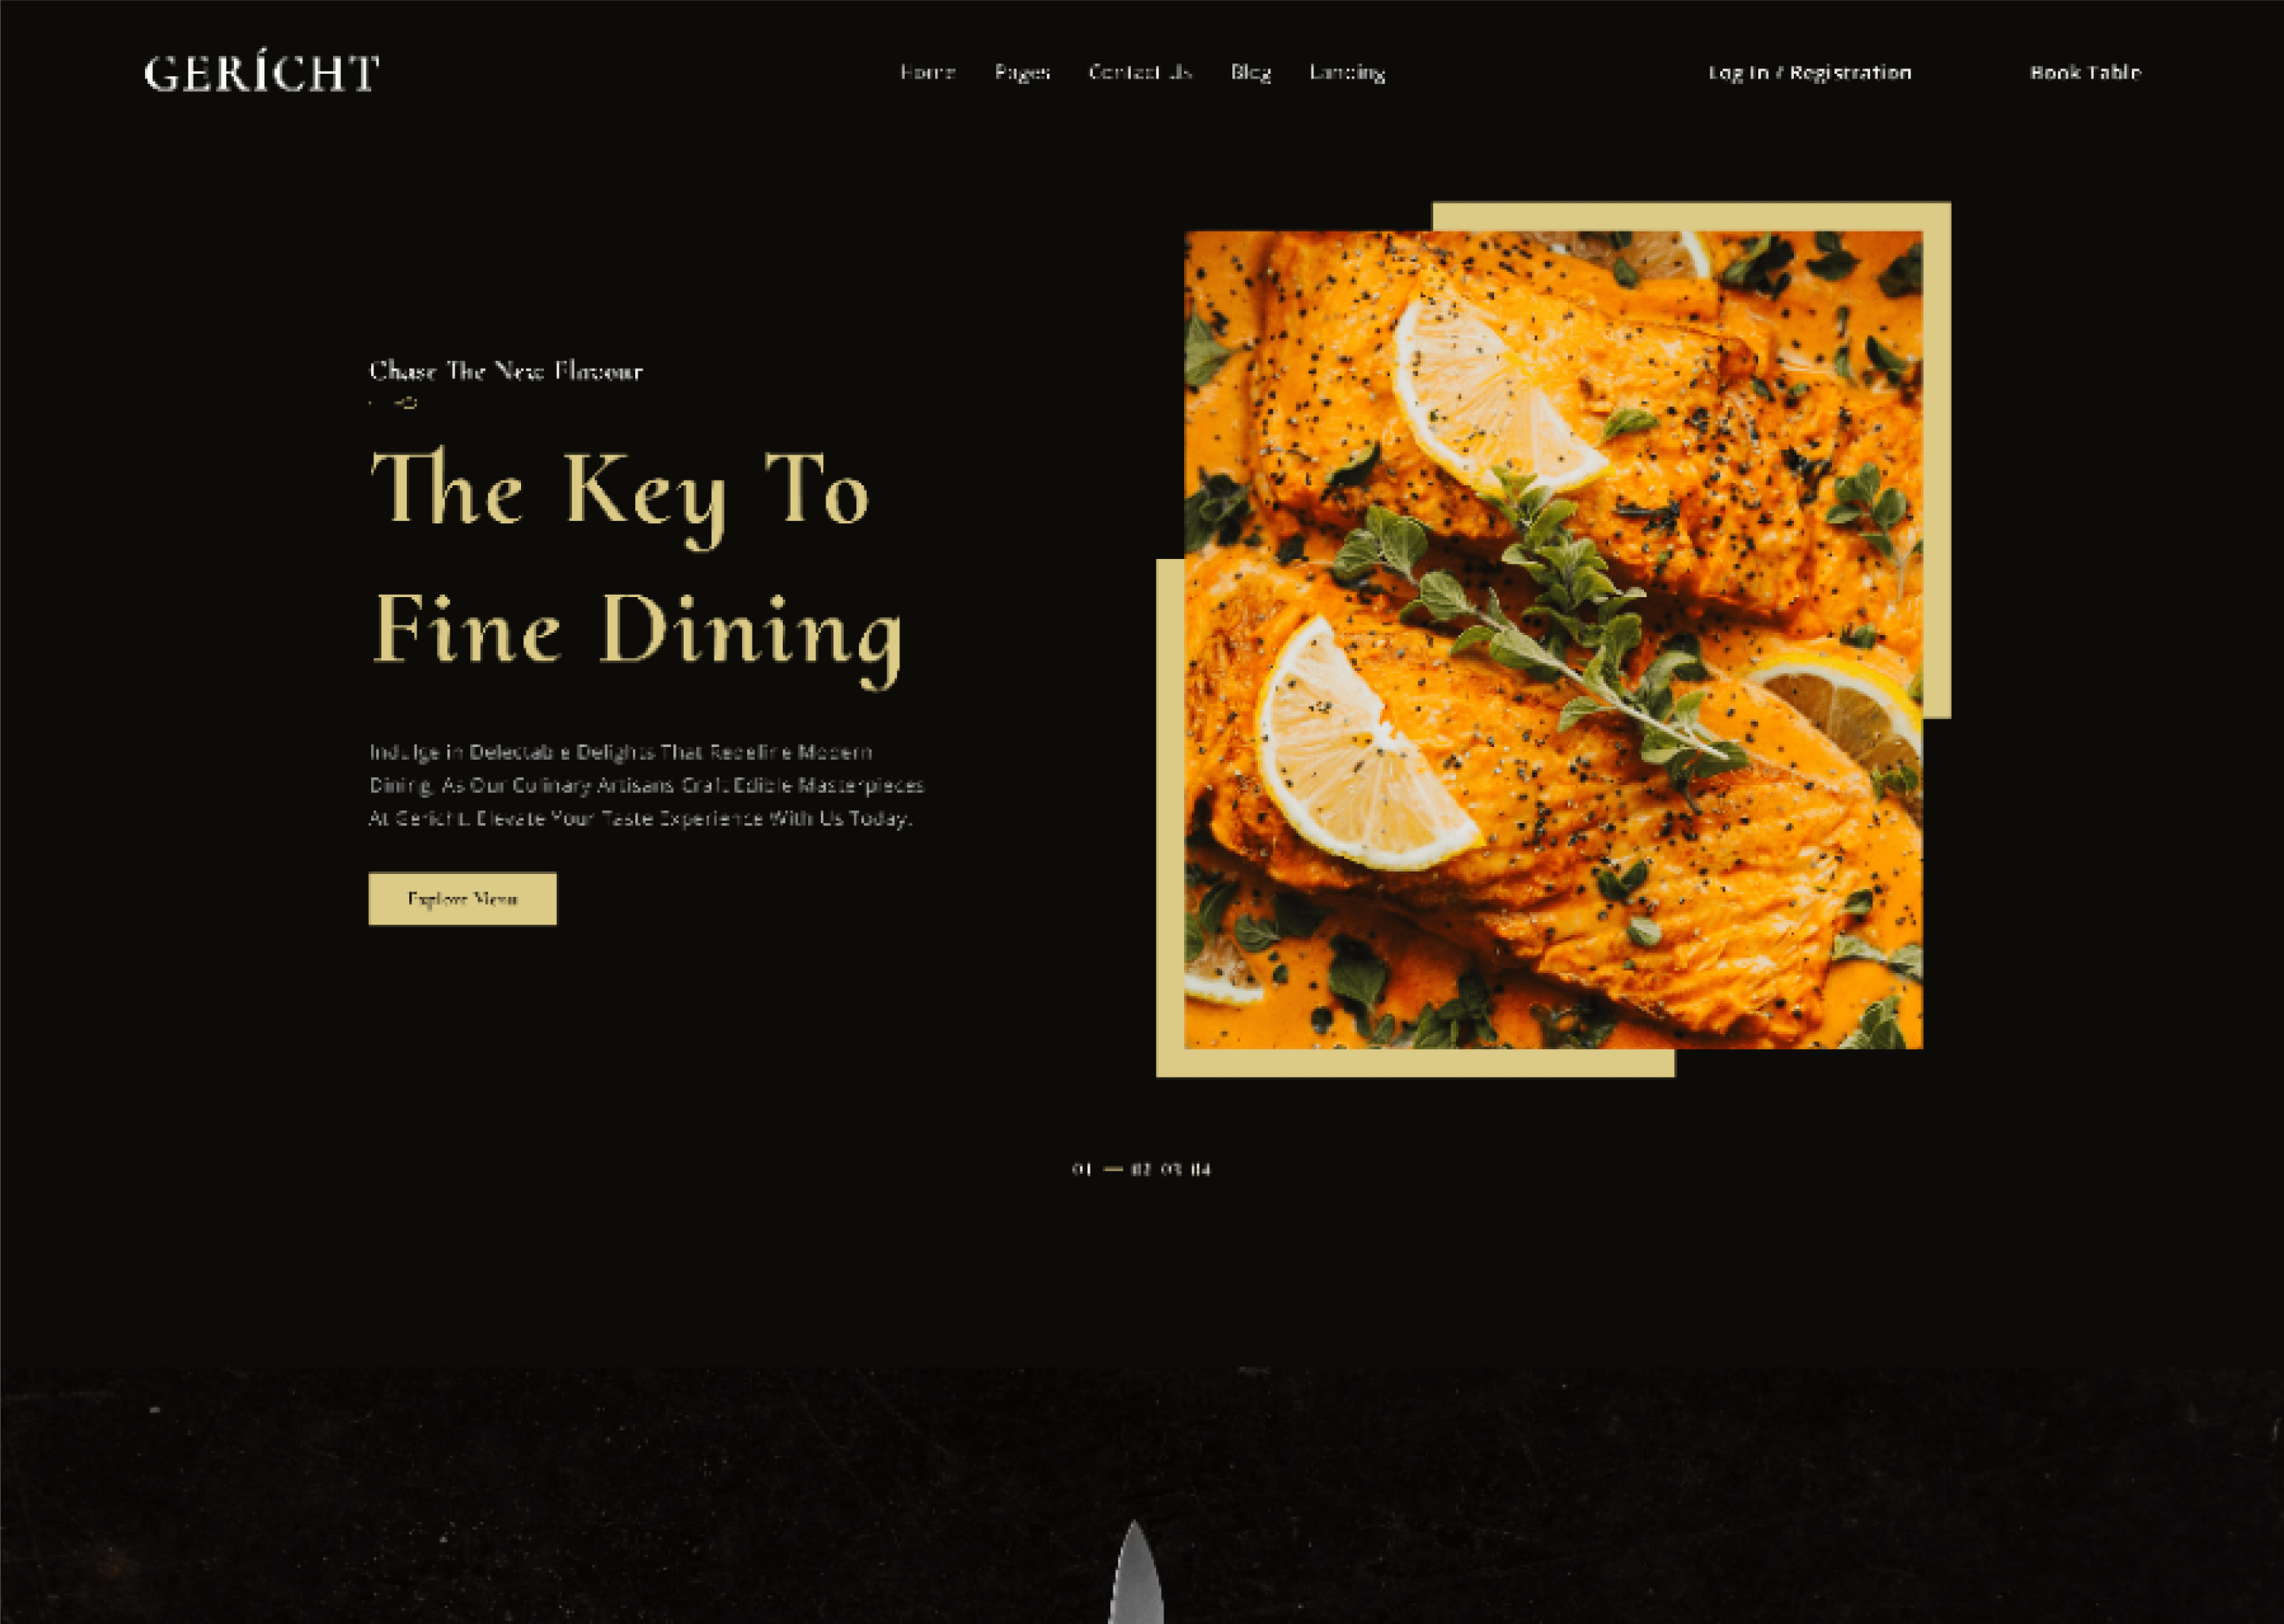 GERÍCHT
Home Pages Contact Us Blog Landing
Log In / Registration Book Table
Chase The New Flavour
The Key To
Fine Dining
Indulge in Delectable Delights That Redefine Modern
Dining, As Our Culinary Artisans Craft Edible Masterpieces
At Gericht. Elevate Your Taste Experience With Us Today.
Explore Menu
01 02 03 04